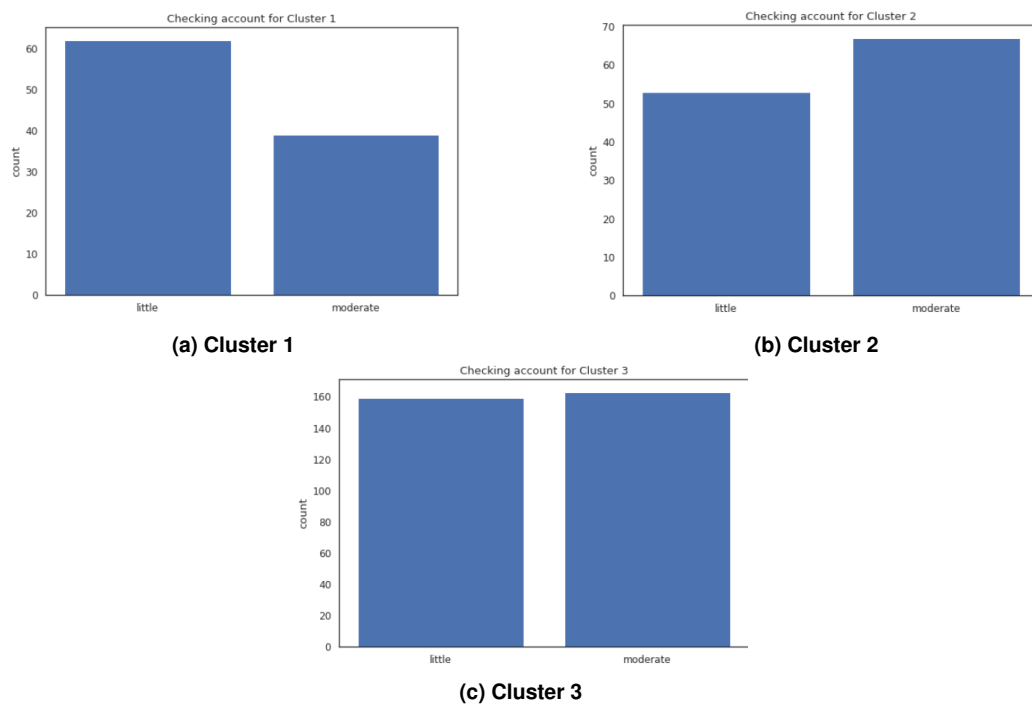 Checking account for Cluster 1
60
50
40
30
20
10
0
count
little moderate
(a) Cluster 1
Checking account for Cluster 2
70
60
50
40
30
20
10
0
count
little moderate
(b) Cluster 2
Checking account for Cluster 3
160
140
120
100
80
60
40
20
0
count
little moderate
(c) Cluster 3